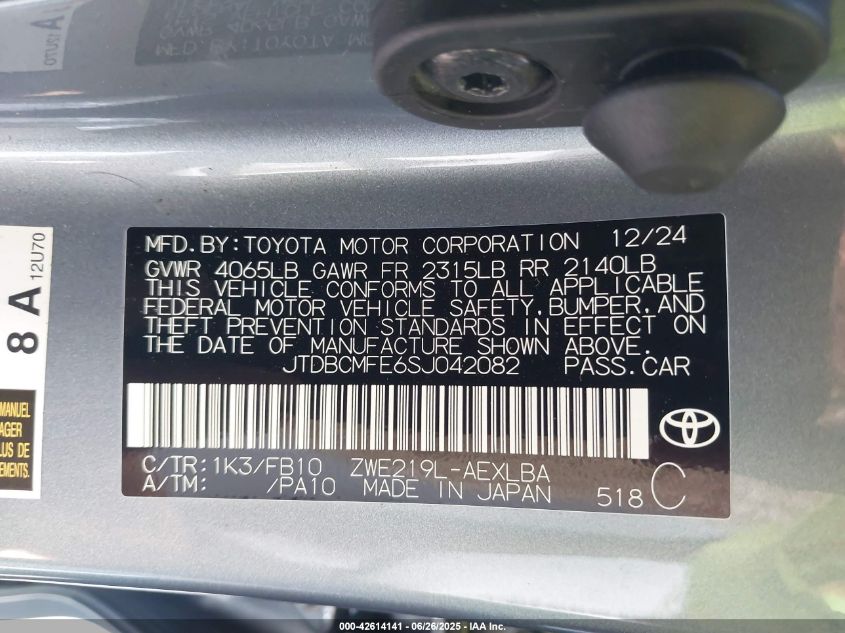 MFD.BY:TOYOTA MOTOR CORPORATION 12/24
GVWR 4065LB GAWR FR 2315LB RR 2140LB
THIS VEHICLE CONFORMS TO ALL APPLICABLE
FEDERAL MOTOR VEHICLE SAFETY,BUMPER,AND
THEFT PREVENTION STANDARDS IN EFFECT ON
THE DATE OF MANUFACTURE SHOWN ABOVE.
JTDBCMFE6SJ042082 PASS.CAR
C/TR:1K3/FB10 ZWE219L-AEXLBA
A/TM: /PA10 MADE IN JAPAN 518 C
8 A
12U70
MANUEL
AGER
LUS DE
S.
000-42614141 - 06/26/2025 - IAA Inc.